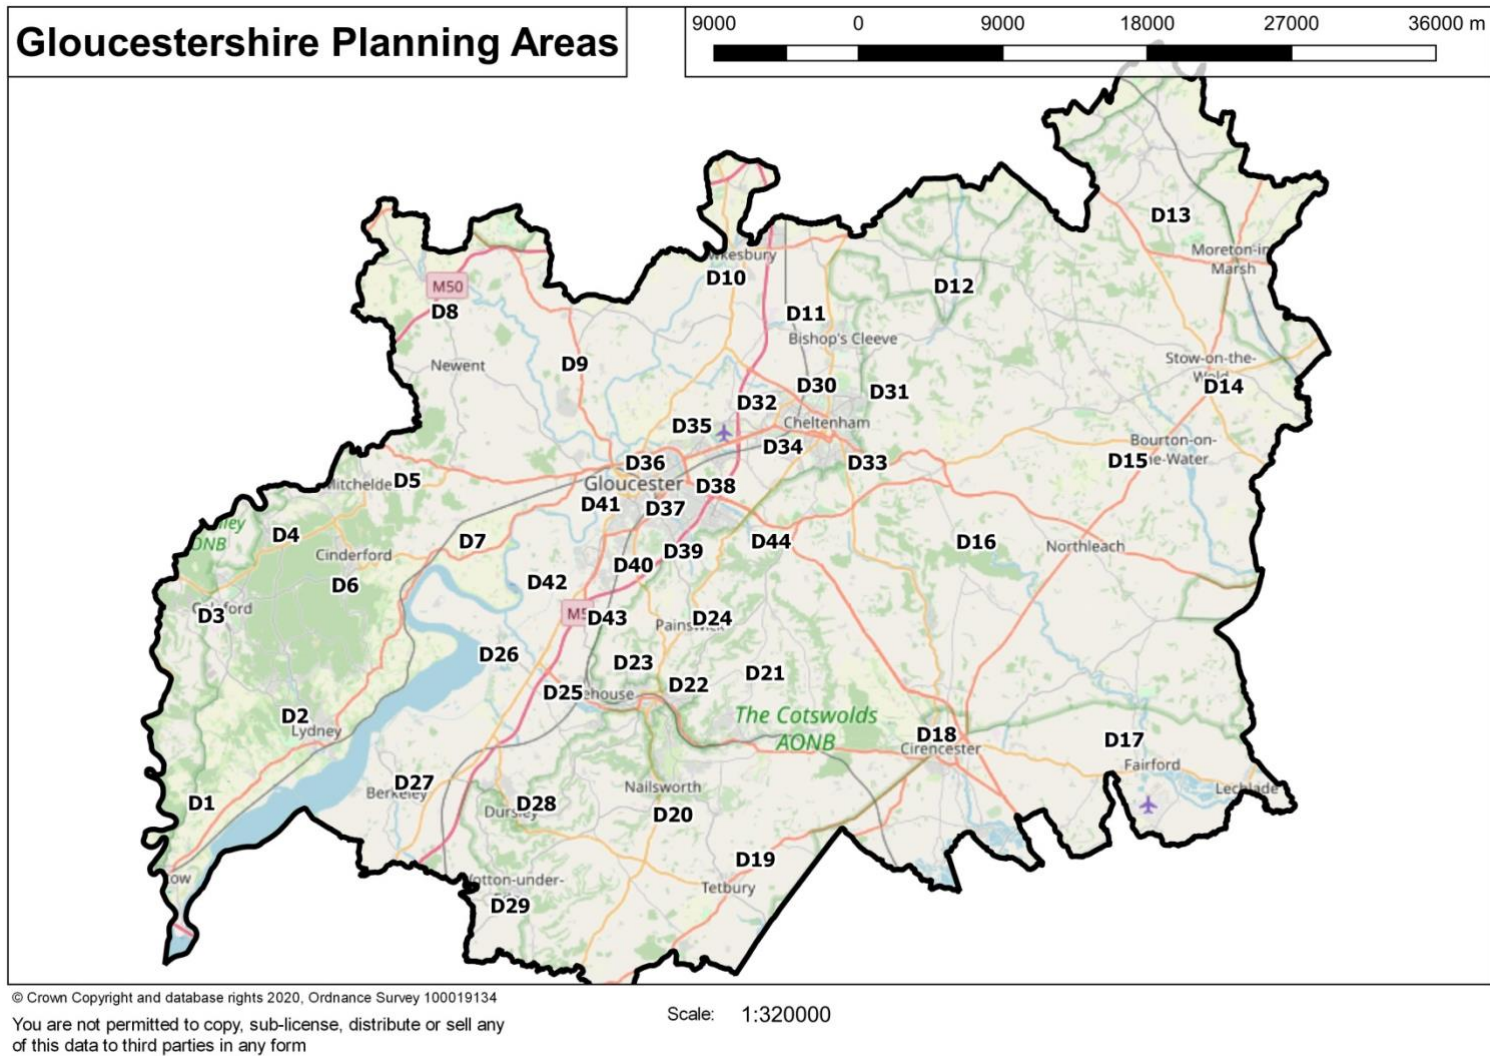 Gloucestershire Planning Areas
9000 0 9000 18000 27000 36000 m
D13
Moreton-in
Marsh
D10
D12
M50
D8
D11
Bishop's Cleeve
Newent
D9
Stow-on-the-
D14
D30
D31
D32
Cheltenham
D35
D34
Bourton-on-
D15
D33
D36
D5
Gloucester
D38
D41
D37
D4
Cinderford
D7
D44
D16
Northleach
D39
D40
D6
D42
D3
M5
D43
D24
D26
D23
D21
D22
D25
D2
Lydney
The Cotswolds
AONB
D18
Cirencester
D17
Fairford
D27
Nailsworth
D1
Dursley
D28
D20
D19
Tetbury
D29
© Crown Copyright and database rights 2020, Ordnance Survey 100019134
You are not permitted to copy, sub-license, distribute or sell any
of this data to third parties in any form
Scale: 1:320000